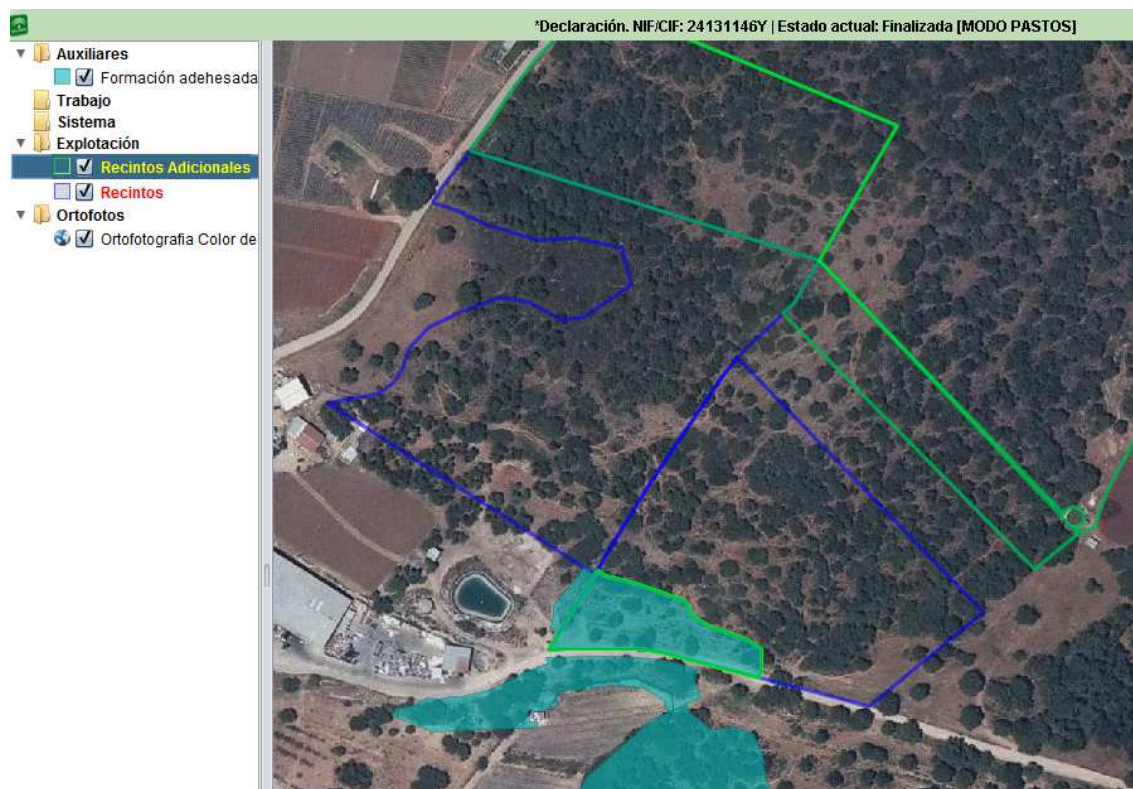 *Declaración. NIF/CIF: 24131146Y | Estado actual: Finalizada [MODO PASTOS]
Auxiliares
Formación adehesada
Trabajo
Sistema
Explotación
Recintos Adicionales
Recintos
Ortofotos
Ortofotografia Color de